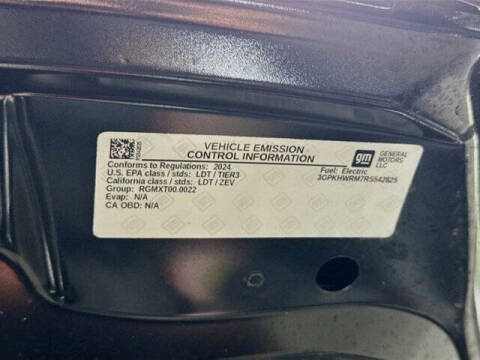 VEHICLE EMISSION
CONTROL INFORMATION
gm
GENERAL
MOTORS
LLC
Conforms to Regulations: 2024
U.S. EPA class / stds: LDT / TIER3
California class / stds: LDT / ZEV
Group: RGMXT00.0022
Evap: N/A
CA OBD: N/A
Fuel: Electric
3GPKHWRM7RS542825